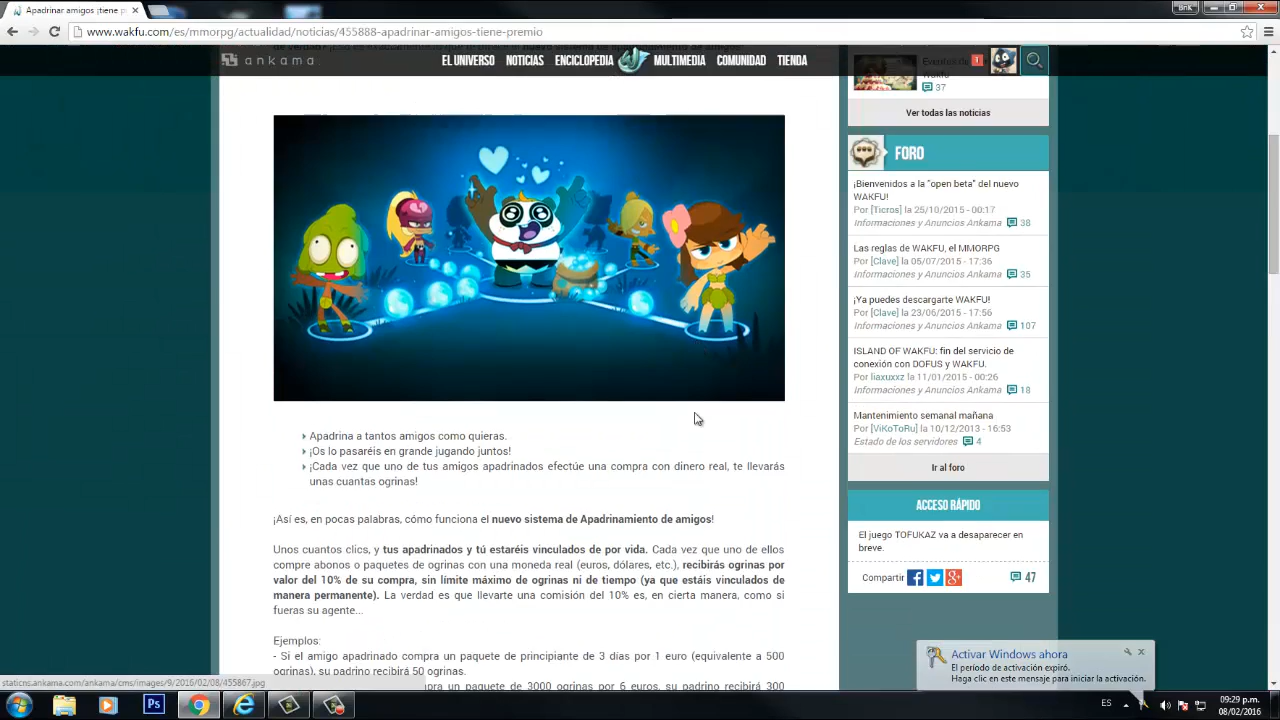 Apadrinar amigos ¡tiene p
BriK
www.wakfu.com/es/mmorpg/actualidad/noticias/455888-apadrinar-amigos-tiene-premio
ankama
EL UNIVERSO
NOTICIAS
ENCICLOPEDIA
MULTIMEDIA
COMUNIDAD
TIENDA
Wakfu
37
Ver todas las noticias
FORO
¡Bienvenidos a la "open beta" del nuevo
WAKFU!
Por [Ticros] la 25/10/2015 - 00:17
Informaciones y Anuncios Ankama 38
Las reglas de WAKFU, el MMORPG
Por [Clave] la 05/07/2015 - 17:36
Informaciones y Anuncios Ankama 35
¡Ya puedes descargarte WAKFU!
Por [Clave] la 23/06/2015 - 17:56
Informaciones y Anuncios Ankama 107
ISLAND OF WAKFU: fin del servicio de
conexión con DOFUS y WAKFU.
Por liaxuxxz la 11/01/2015 - 00:26
Informaciones y Anuncios Ankama 18
Mantenimiento semanal mañana
Por [ViKoToRu] la 10/12/2013 - 16:53
Estado de los servidores 4
Ir al foro
ACCESO RÁPIDO
El juego TOFUKAZ va a desaparecer en
breve.
Compartir 47
Apadrina a tantos amigos como quieras.
¡Os lo pasaréis en grande jugando juntos!
¡Cada vez que uno de tus amigos apadrinados efectúe una compra con dinero real, te llevarás
unas cuantas ogrinas!
¡Así es, en pocas palabras, cómo funciona el nuevo sistema de Apadrinamiento de amigos!
Unos cuantos clics, y tus apadrinados y tú estaréis vinculados de por vida. Cada vez que uno de ellos
compre abonos o paquetes de ogrinas con una moneda real (euros, dólares, etc.), recibirás ogrinas por
valor del 10% de su compra, sin límite máximo de ogrinas ni de tiempo (ya que estáis vinculados de
manera permanente). La verdad es que llevarte una comisión del 10% es, en cierta manera, como si
fueras su agente...
Ejemplos:
- Si el amigo apadrinado compra un paquete de principiante de 3 días por 1 euro (equivalente a 500
ogrinas), su padrino recibirá 50 ogrinas.
ra un paquete de 3000 ogrinas por 6 euros, su padrino recibirá 300
staticns.ankama.com/ankama/cms/images/9/2016/02/08/455867.jpg
Activar Windows ahora
El período de activación expiró.
Haga clic en este mensaje para iniciar la activación.
Ps
ES
09:29 p.m.
08/02/2016